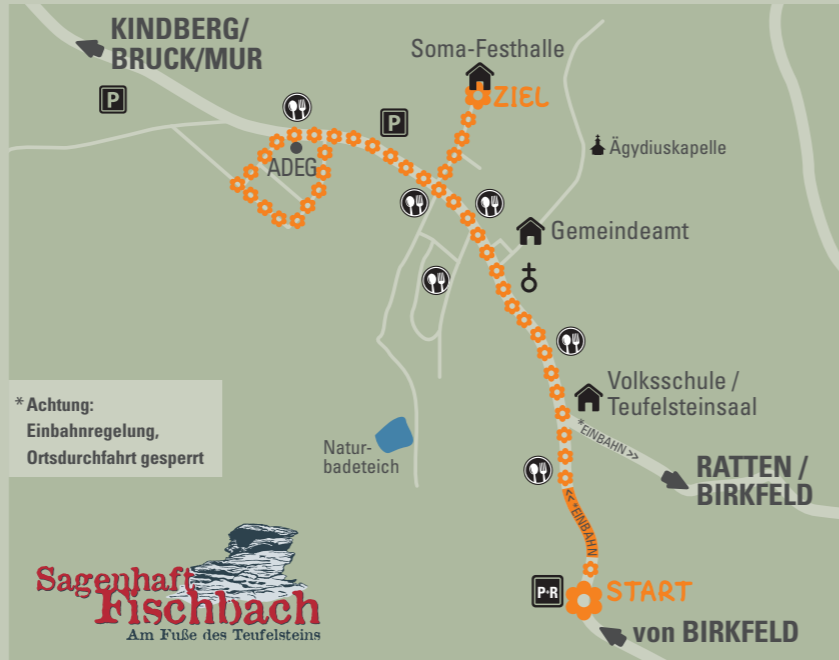 KINDBERG/
BRUCK/MUR
P
Soma-Festhalle
ZIEL
P
ADEG
Ägydiuskapelle
Gemeindeamt
Volksschule /
Teufelsteinsaal
* Achtung:
Einbahnregelung,
Ortsdurchfahrt gesperrt
*EINBAHN >>
Natur-
badeteich
RATTEN /
BIRKFELD
<< *EINBAHN
Sagenhaft
Fischbach
Am Fuße des Teufelsteins
P+R
START
von BIRKFELD